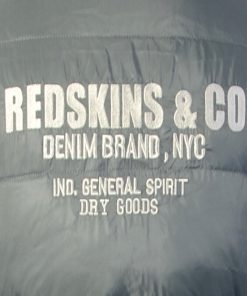 REDSKINS & CO
DENIM BRAND, NYC
IND. GENERAL SPIRIT
DRY GOODS